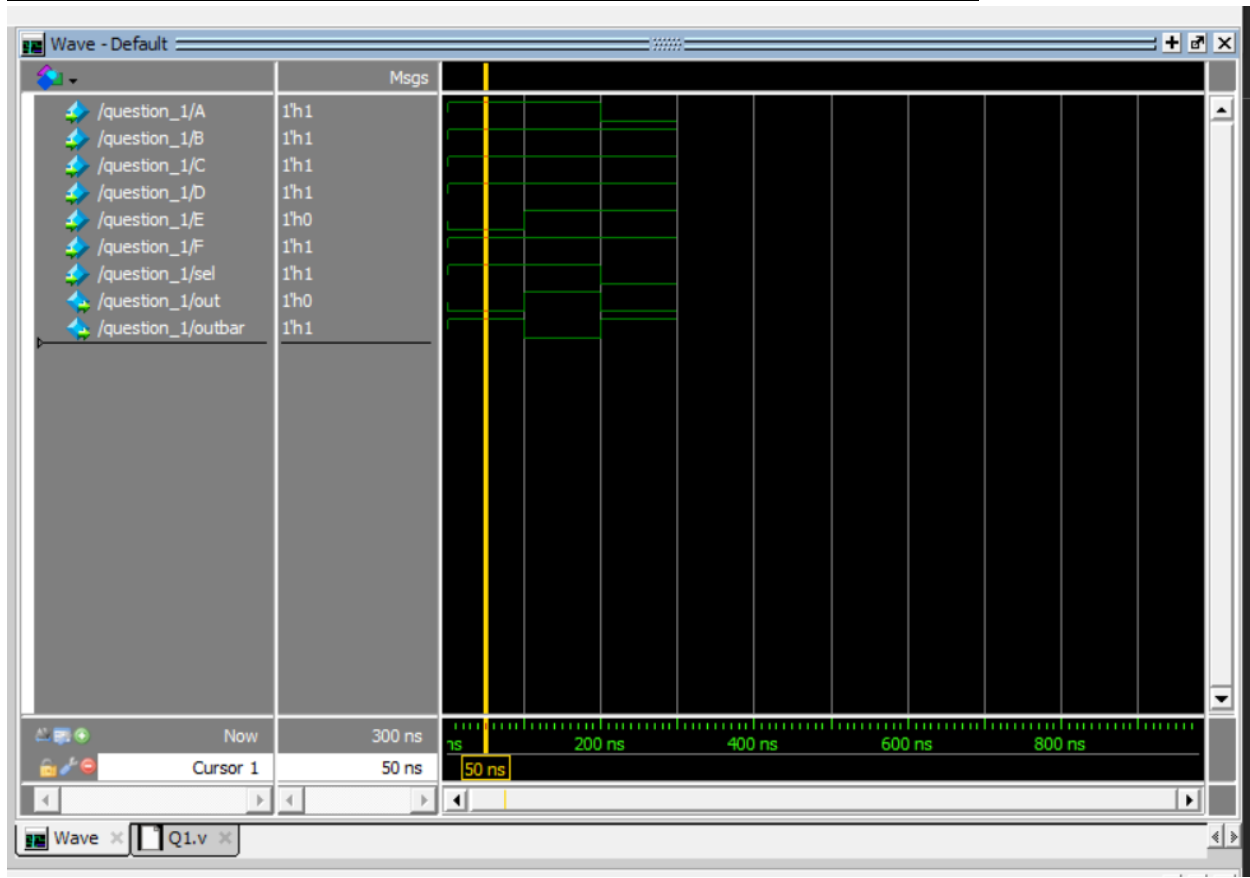 Wave - Default
Msgs
/question_1/A 1'h1
/question_1/B 1'h1
/question_1/C 1'h1
/question_1/D 1'h1
/question_1/E 1'h0
/question_1/F 1'h1
/question_1/sel 1'h1
/question_1/out 1'h0
/question_1/outbar 1'h1
Now 300 ns ns 200 ns 400 ns 600 ns 800 ns
Cursor 1 50 ns 50 ns
Wave Q1.v